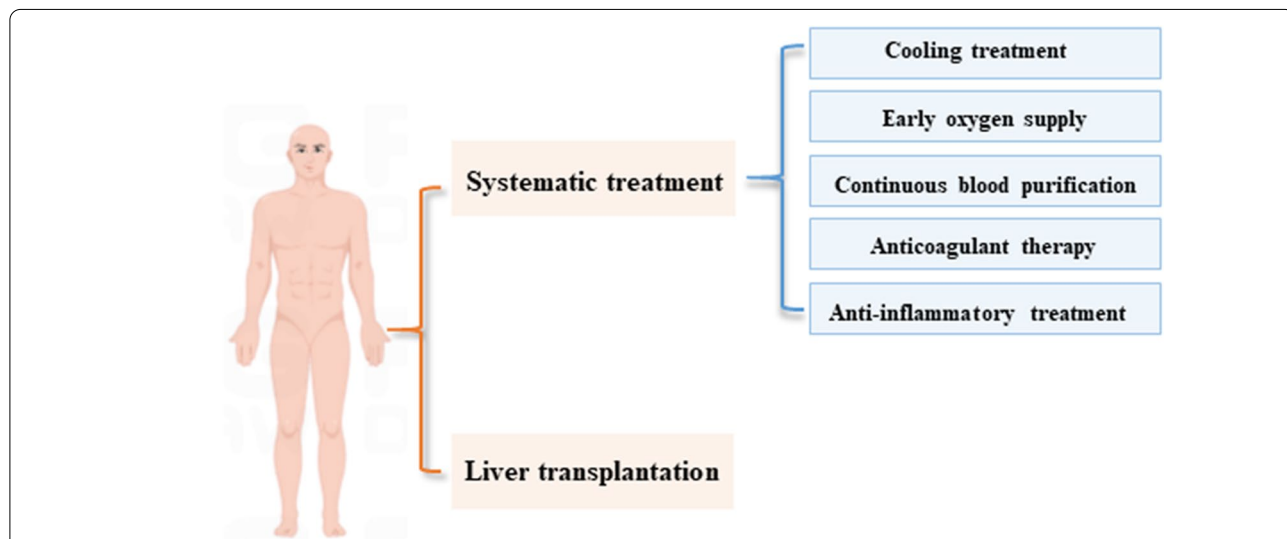 Cooling treatment
Early oxygen supply
Systematic treatment
Continuous blood purification
Anticoagulant therapy
Anti-inflammatory treatment
Liver transplantation